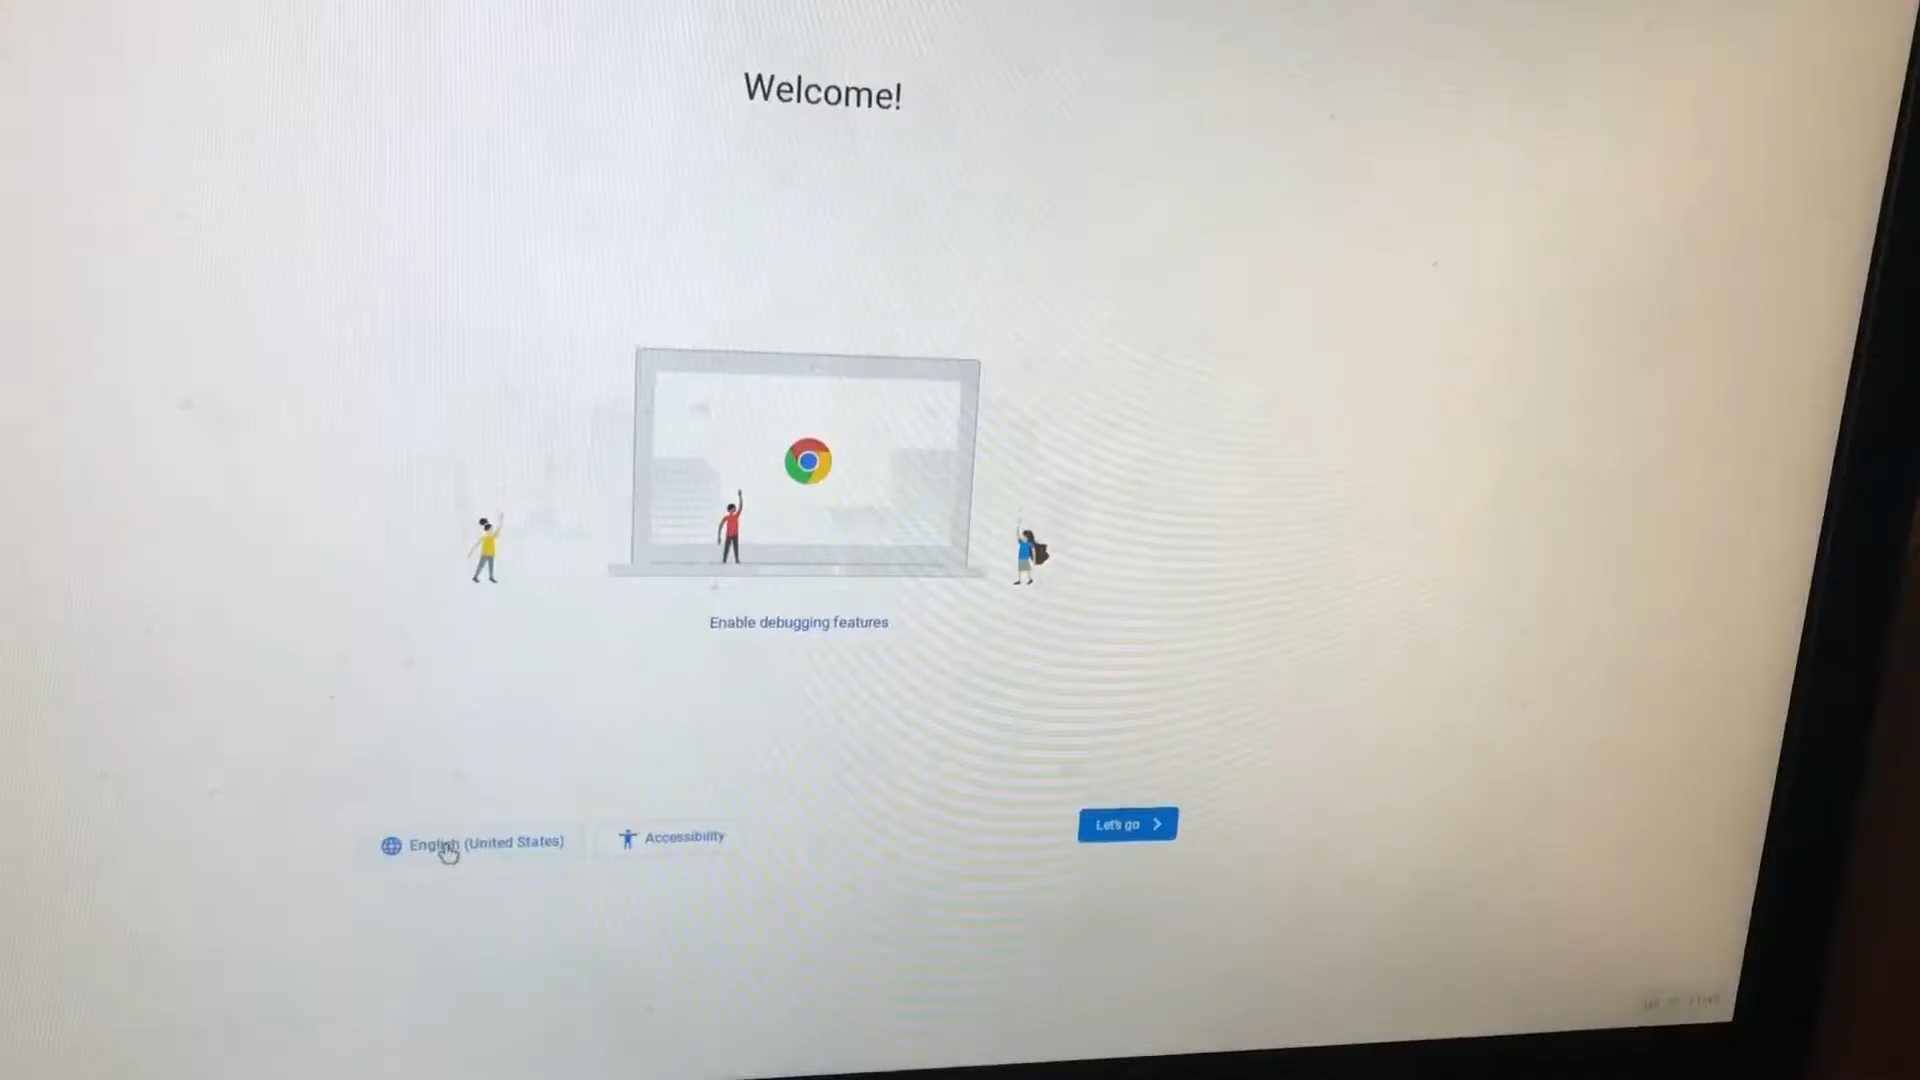 Welcome!
Enable debugging features
English (United States)
Accessibility
Let's go